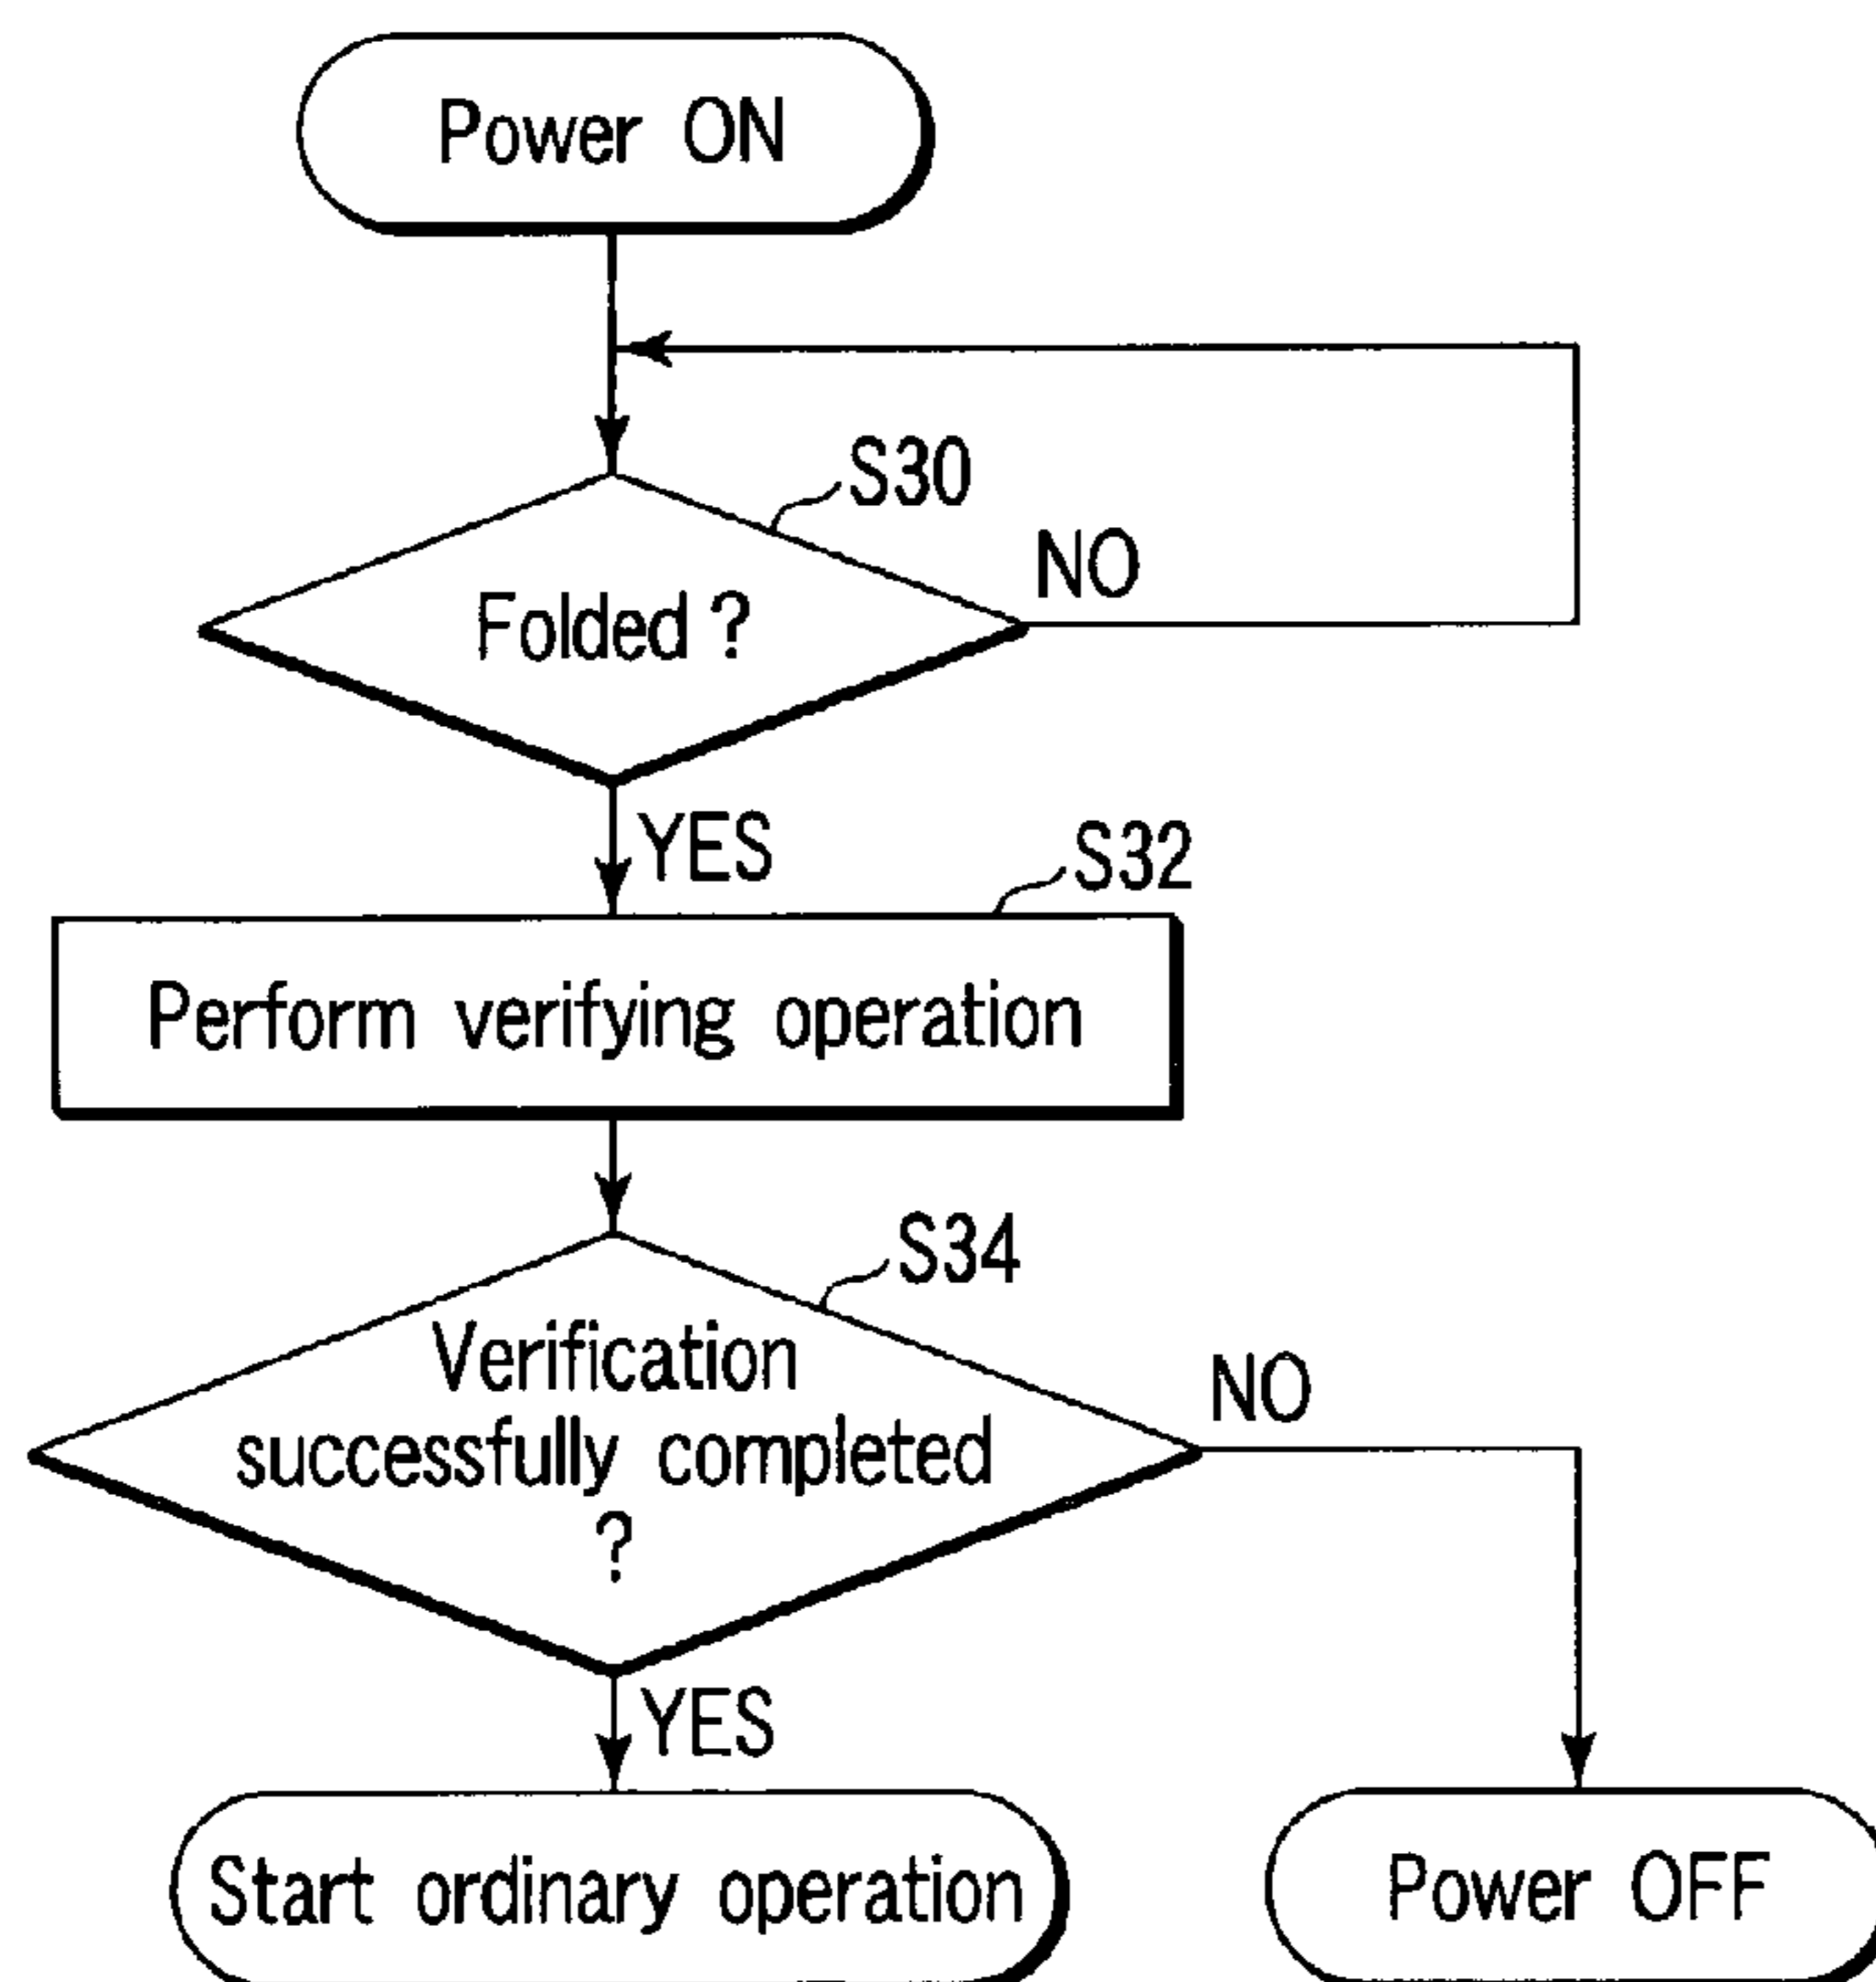 Power ON
S30
NO
Folded ?
YES
S32
Perform verifying operation
S34
Verification
NO
successfully completed
?
YES
Start ordinary operation
Power OFF